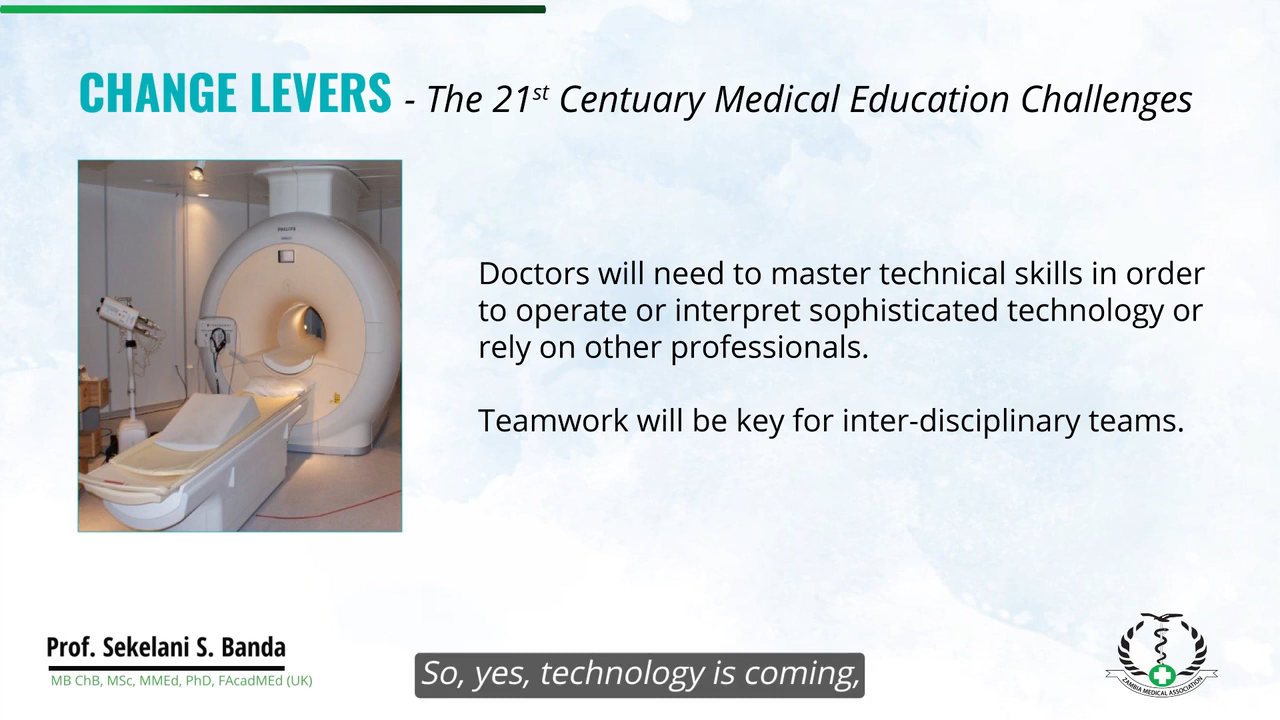 CHANGE LEVERS - The 21st Centuary Medical Education Challenges
PHILIPS
Doctors will need to master technical skills in order
to operate or interpret sophisticated technology or
rely on other professionals.
Teamwork will be key for inter-disciplinary teams.
Prof. Sekelani S. Banda
MB ChB, MSc, MMEd, PhD, FAcadMEd (UK)
So, yes, technology is coming,
ZAMBIA MEDICAL ASSOCIATION